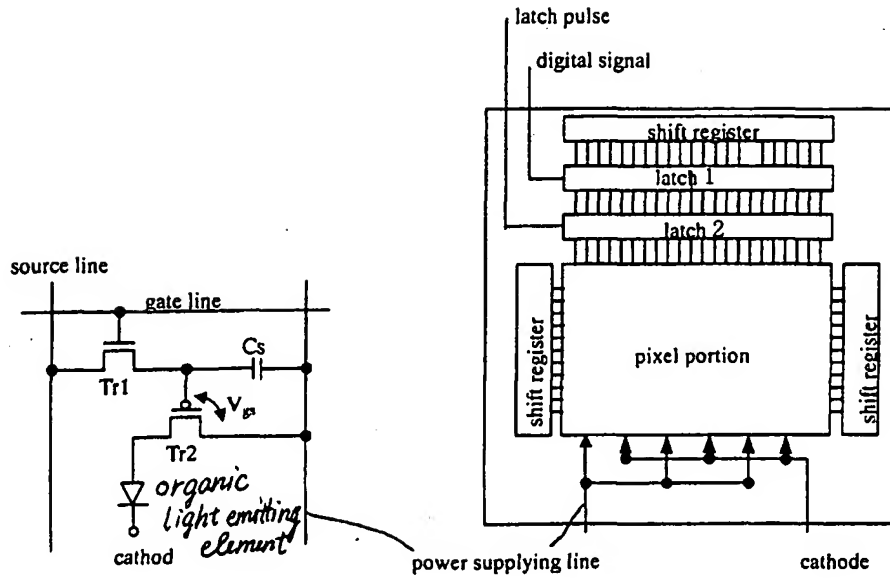 latch pulse
digital signal
shift register
latch 1
latch 2
source line
gate line
Cs
Tr1
Vgs
Tr2
organic
light emitting
element
cathod
shift register
pixel portion
shift register
power supplying line
cathode